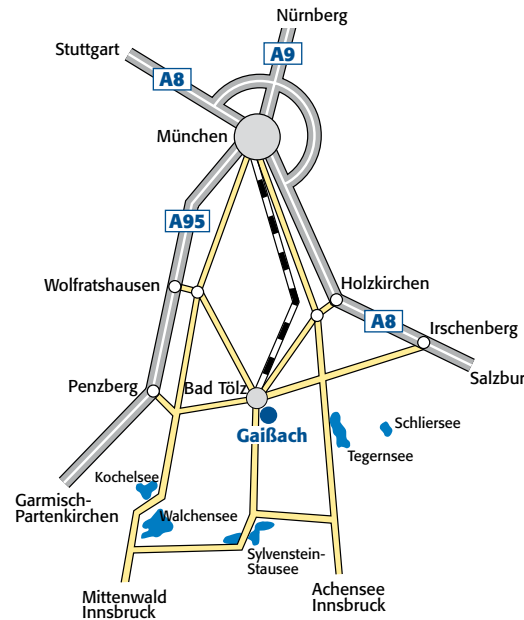 Nürnberg
Stuttgart
A9
A8
München
A95
Wolfratshausen
Holzkirchen
A8
Irschenberg
Salzbur
Penzberg
Bad Tölz
Gaißach
Schliersee
Tegernsee
Kochelsee
Garmisch-
Partenkirchen
Walchensee
Sylvenstein-
Stausee
Mittenwald
Innsbruck
Achensee
Innsbruck